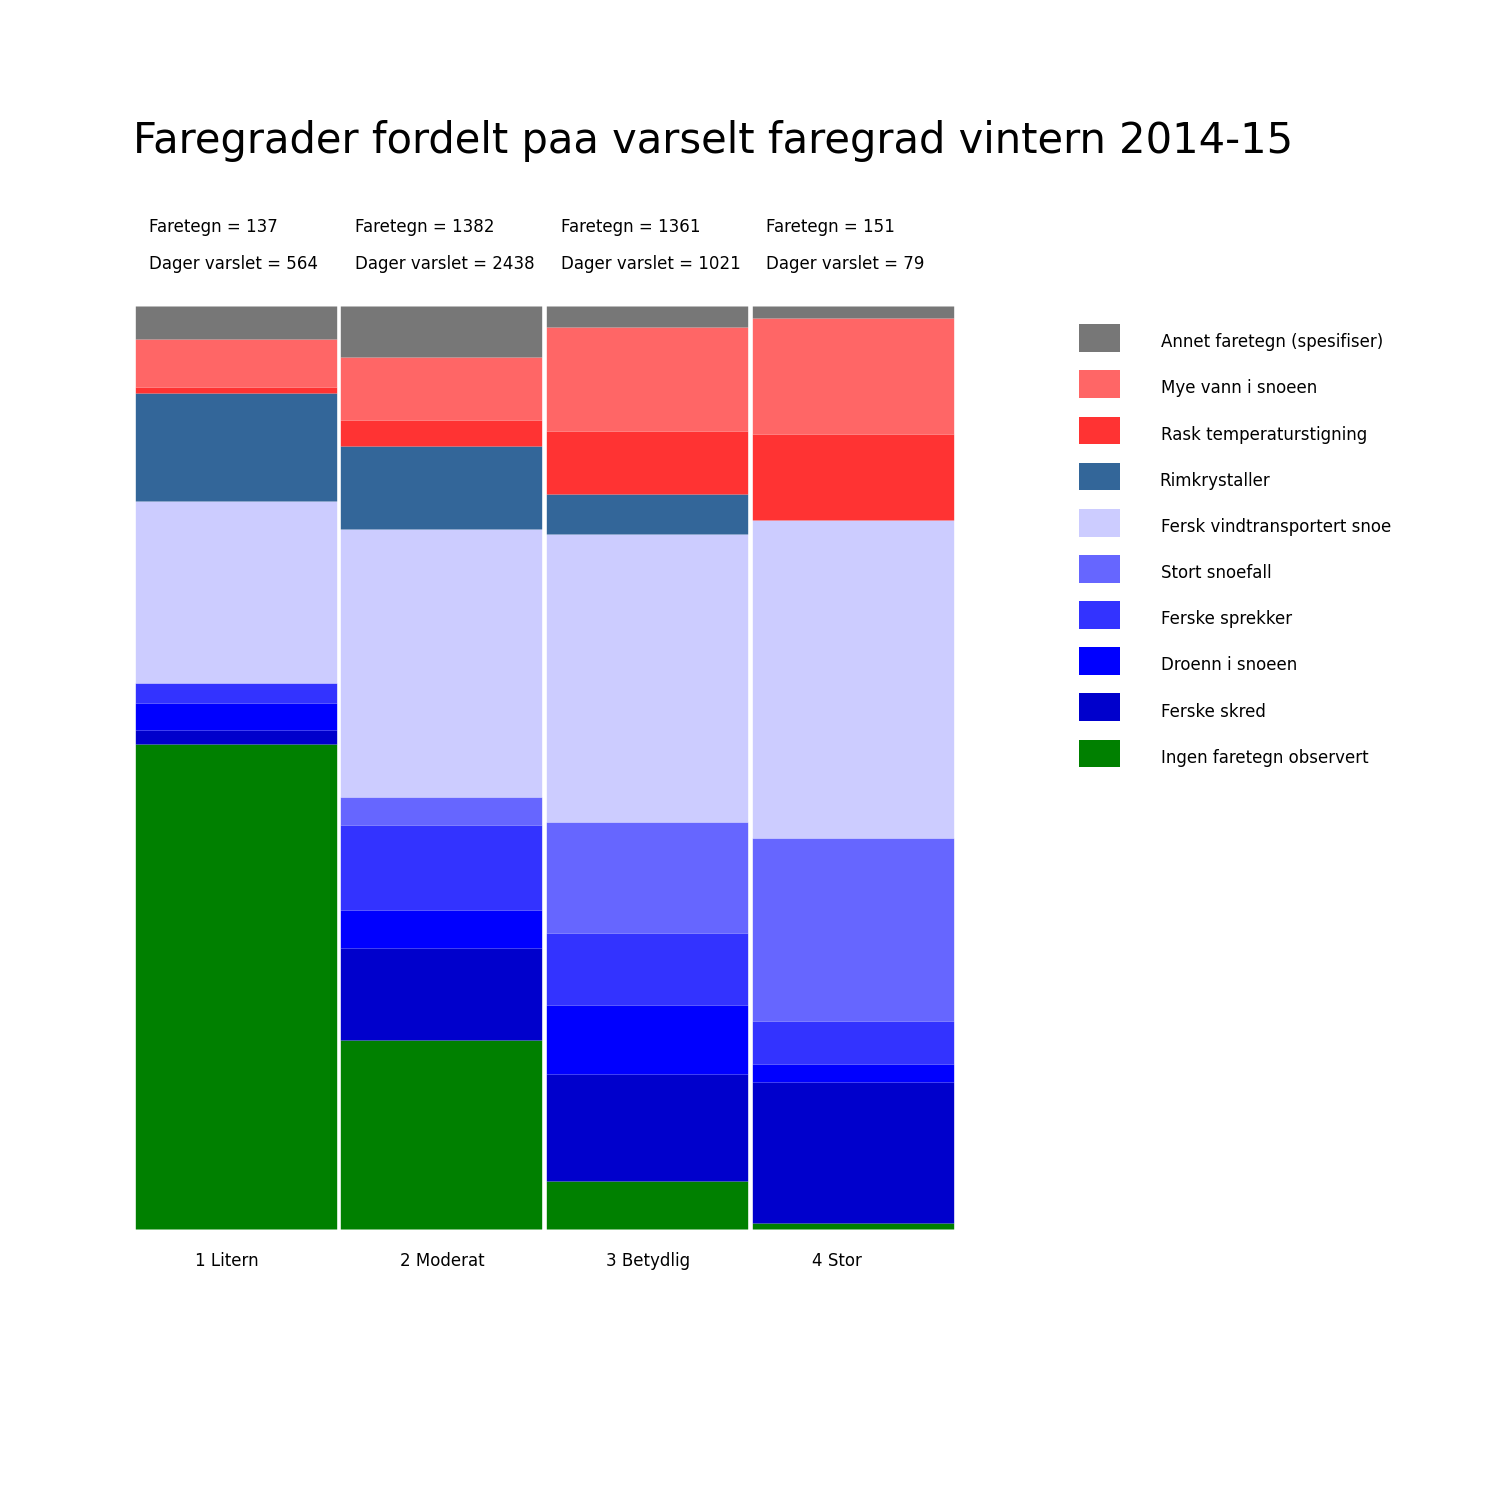 Faregrader fordelt paa varselt faregrad vintern 2014-15
Faretegn = 137
Dager varslet = 564
Faretegn = 1382
Dager varslet = 2438
Faretegn = 1361
Dager varslet = 1021
Faretegn = 151
Dager varslet = 79
Annet faretegn (spesifiser)
Mye vann i snoeen
Rask temperaturstigning
Rimkrystaller
Fersk vindtransportert snoe
Stort snoefall
Ferske sprekker
Droenn i snoeen
Ferske skred
Ingen faretegn observert
1 Litern
2 Moderat
3 Betydlig
4 Stor